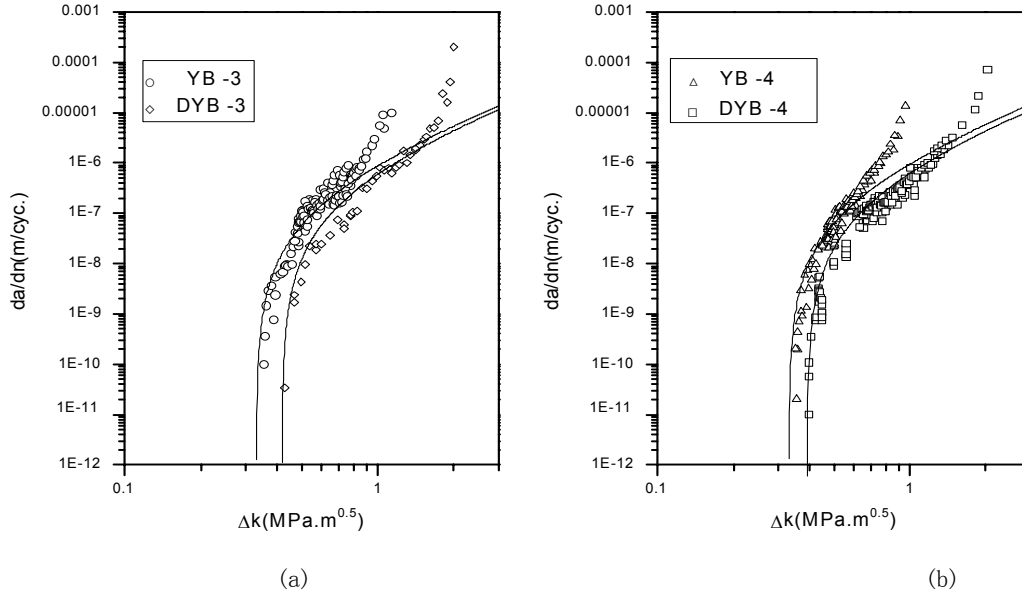 0.001
0.0001
0.00001
1E-6
1E-7
1E-8
1E-9
1E-10
1E-11
1E-12
da/dn(m/cyc.)
YB -3
DYB -3
0.1
1
Δk(MPa.m^0.5)
(a)
0.001
0.0001
0.00001
1E-6
1E-7
1E-8
1E-9
1E-10
1E-11
1E-12
da/dn(m/cyc.)
YB -4
DYB -4
0.1
1
Δk(MPa.m^0.5)
(b)